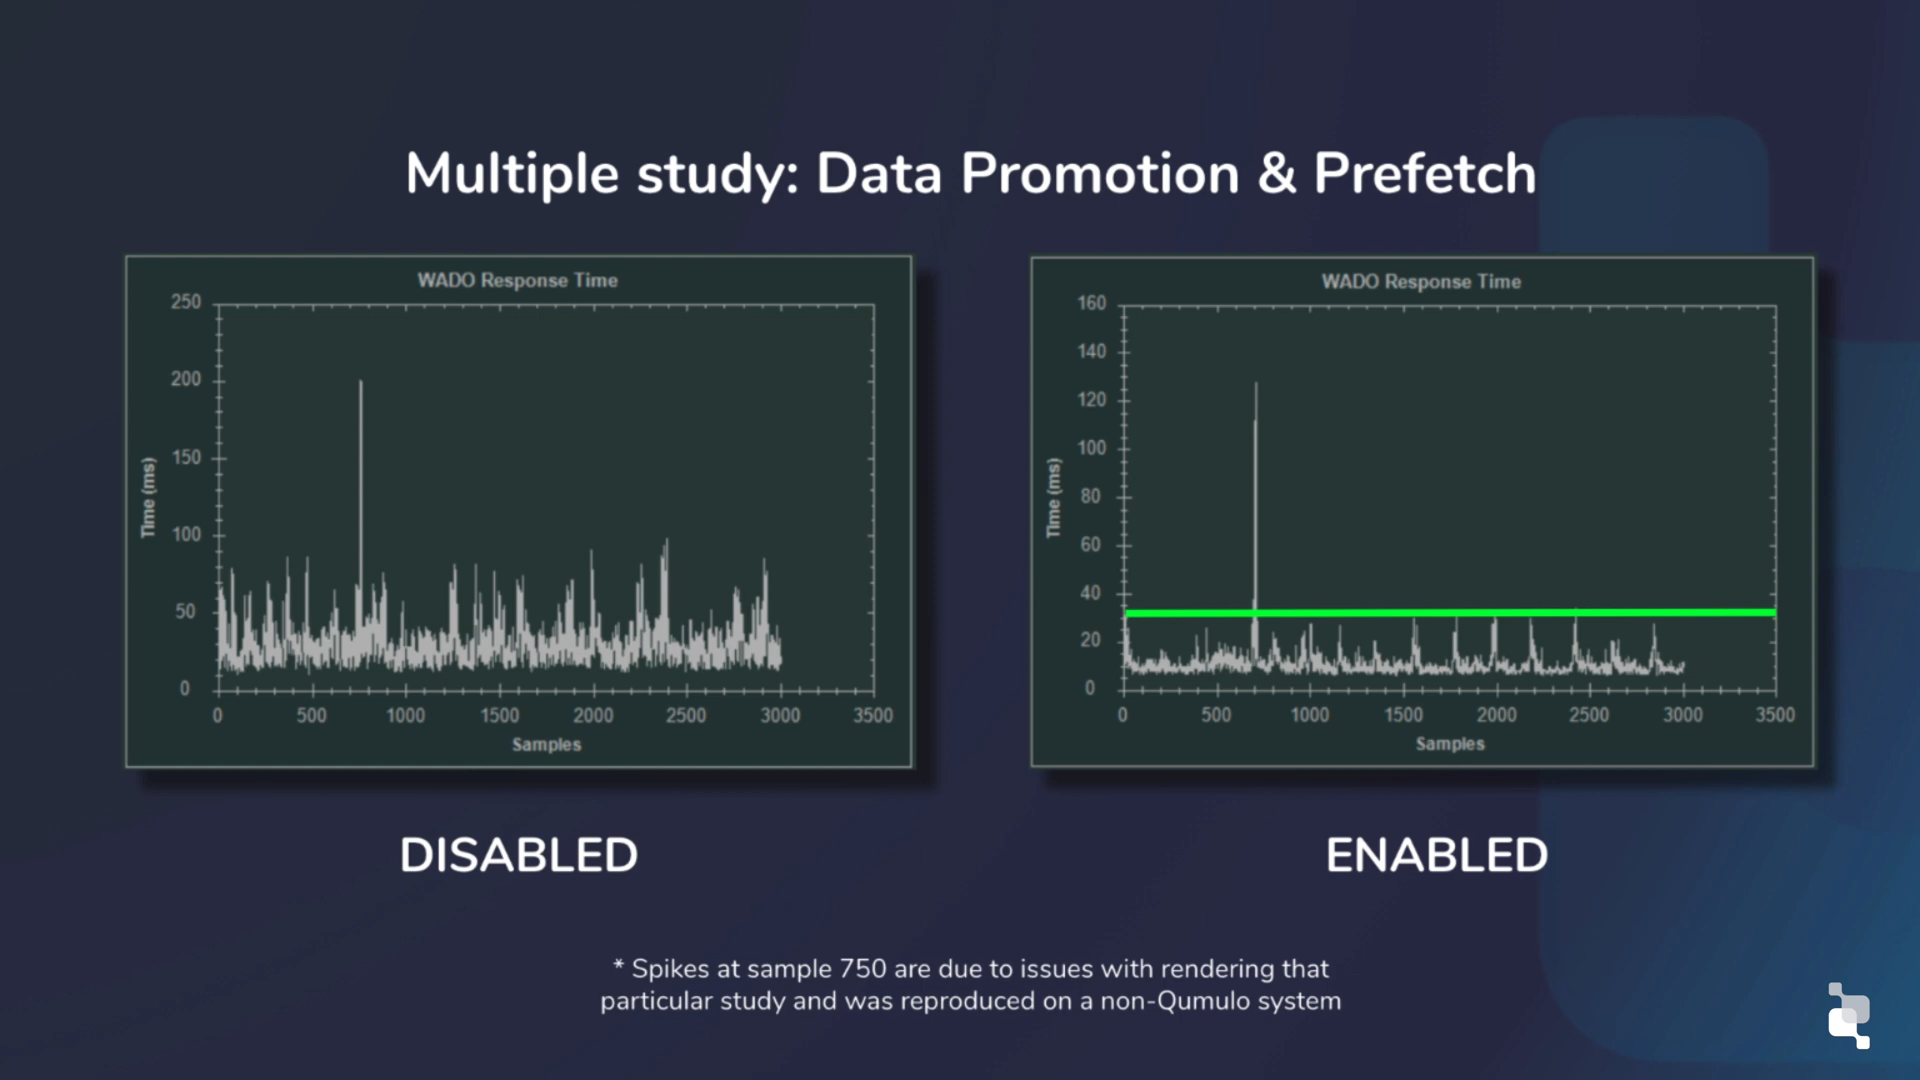 Multiple study: Data Promotion & Prefetch
WADO Response Time
250
200
150
100
50
0
Time (ms)
0 500 1000 1500 2000 2500 3000 3500
Samples
DISABLED
WADO Response Time
160
140
120
100
80
60
40
20
0
Time (ms)
0 500 1000 1500 2000 2500 3000 3500
Samples
ENABLED
* Spikes at sample 750 are due to issues with rendering that
particular study and was reproduced on a non-Qumulo system